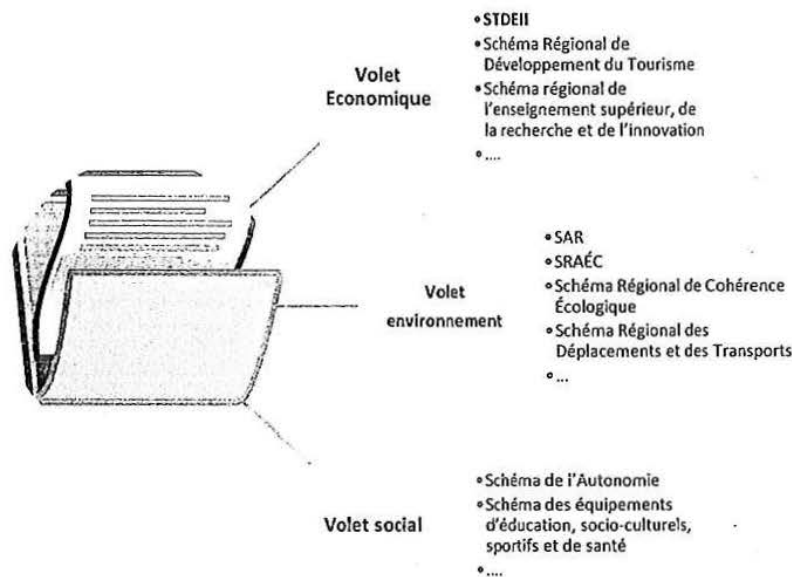 Volet
Economique
• STDEII
• Schéma Régional de
Développement du Tourisme
• Schéma régional de
l'enseignement supérieur, de
la recherche et de l'innovation
• ....
Volet
environnement
• SAR
• SRAÉC
• Schéma Régional de Cohérence
Écologique
• Schéma Régional des
Déplacements et des Transports
• ...
Volet social
• Schéma de l'Autonomie
• Schéma des équipements
d'éducation, socio-culturels,
sportifs et de santé
• ....